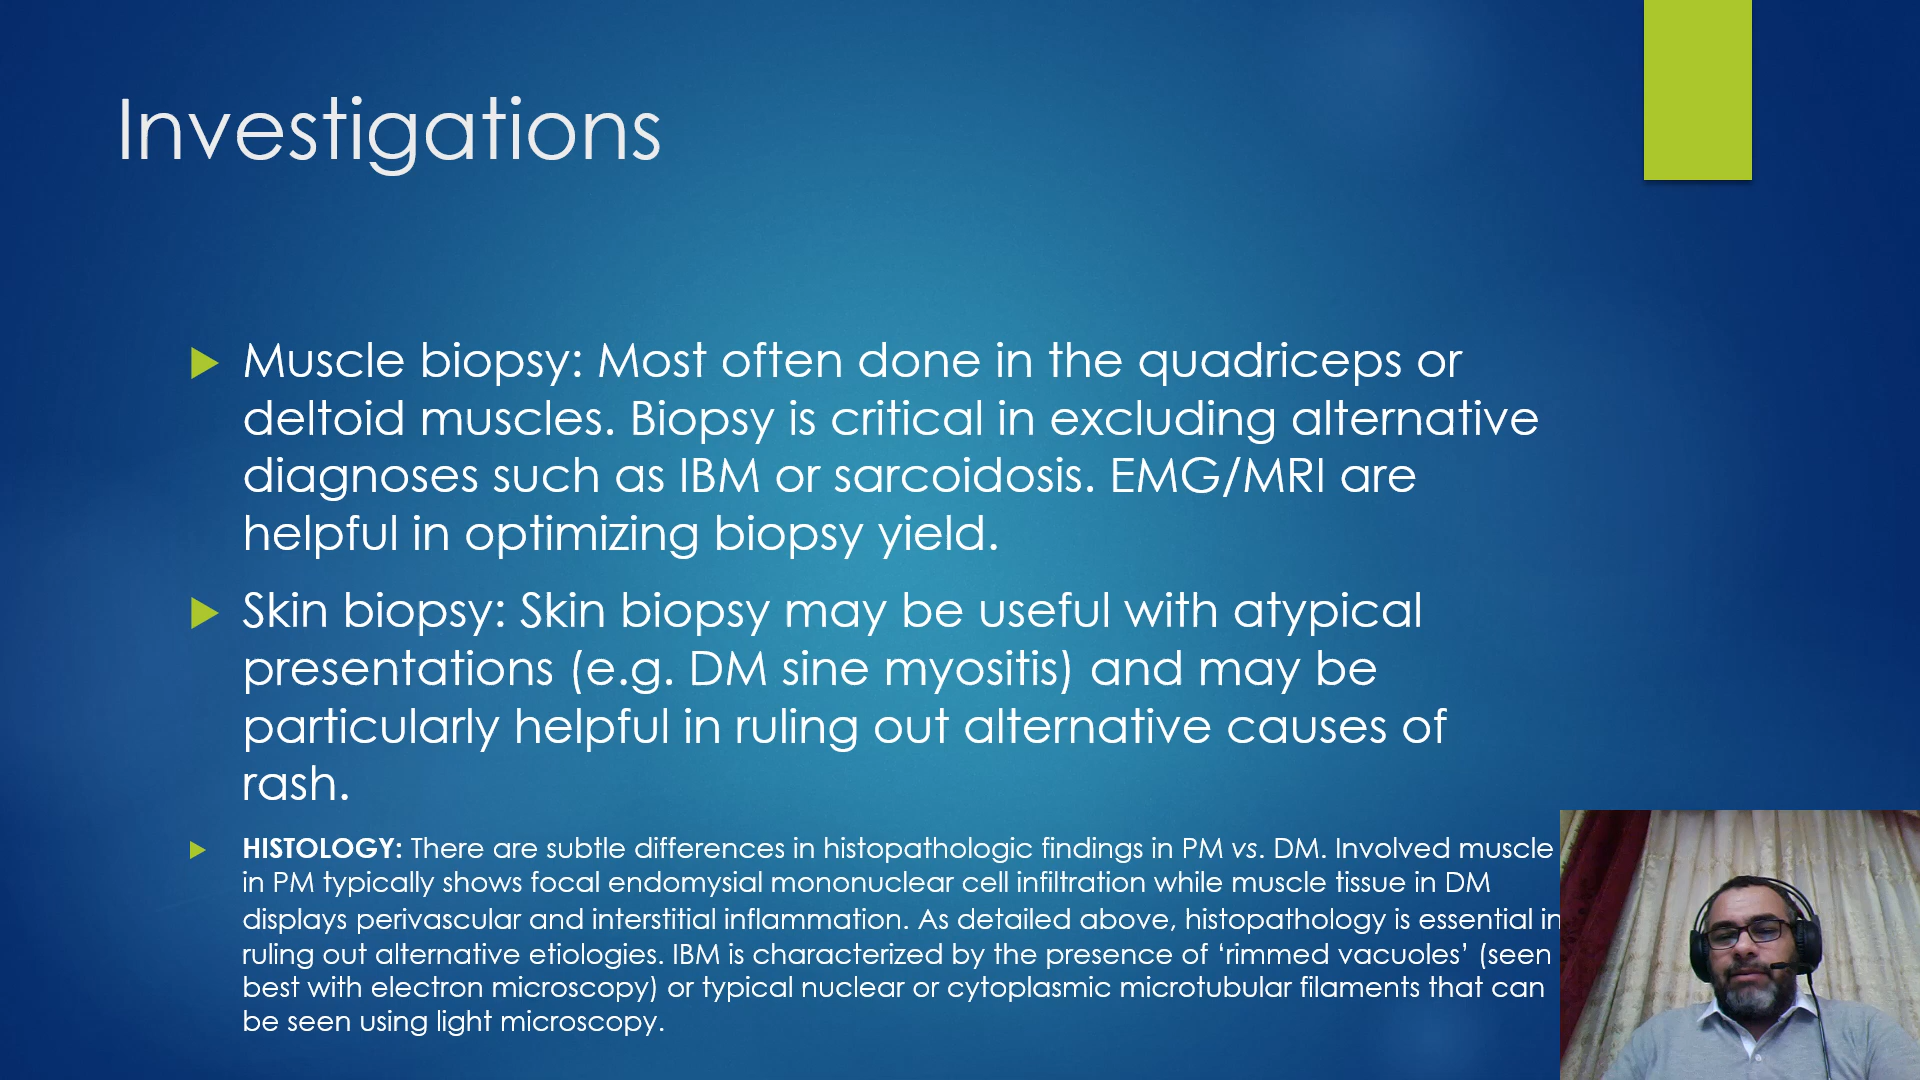 Investigations
Muscle biopsy: Most often done in the quadriceps or
deltoid muscles. Biopsy is critical in excluding alternative
diagnoses such as IBM or sarcoidosis. EMG/MRI are
helpful in optimizing biopsy yield.
Skin biopsy: Skin biopsy may be useful with atypical
presentations (e.g. DM sine myositis) and may be
particularly helpful in ruling out alternative causes of
rash.
HISTOLOGY: There are subtle differences in histopathologic findings in PM vs. DM. Involved muscle
in PM typically shows focal endomysial mononuclear cell infiltration while muscle tissue in DM
displays perivascular and interstitial inflammation. As detailed above, histopathology is essential in
ruling out alternative etiologies. IBM is characterized by the presence of ‘rimmed vacuoles’ (seen
best with electron microscopy) or typical nuclear or cytoplasmic microtubular filaments that can
be seen using light microscopy.